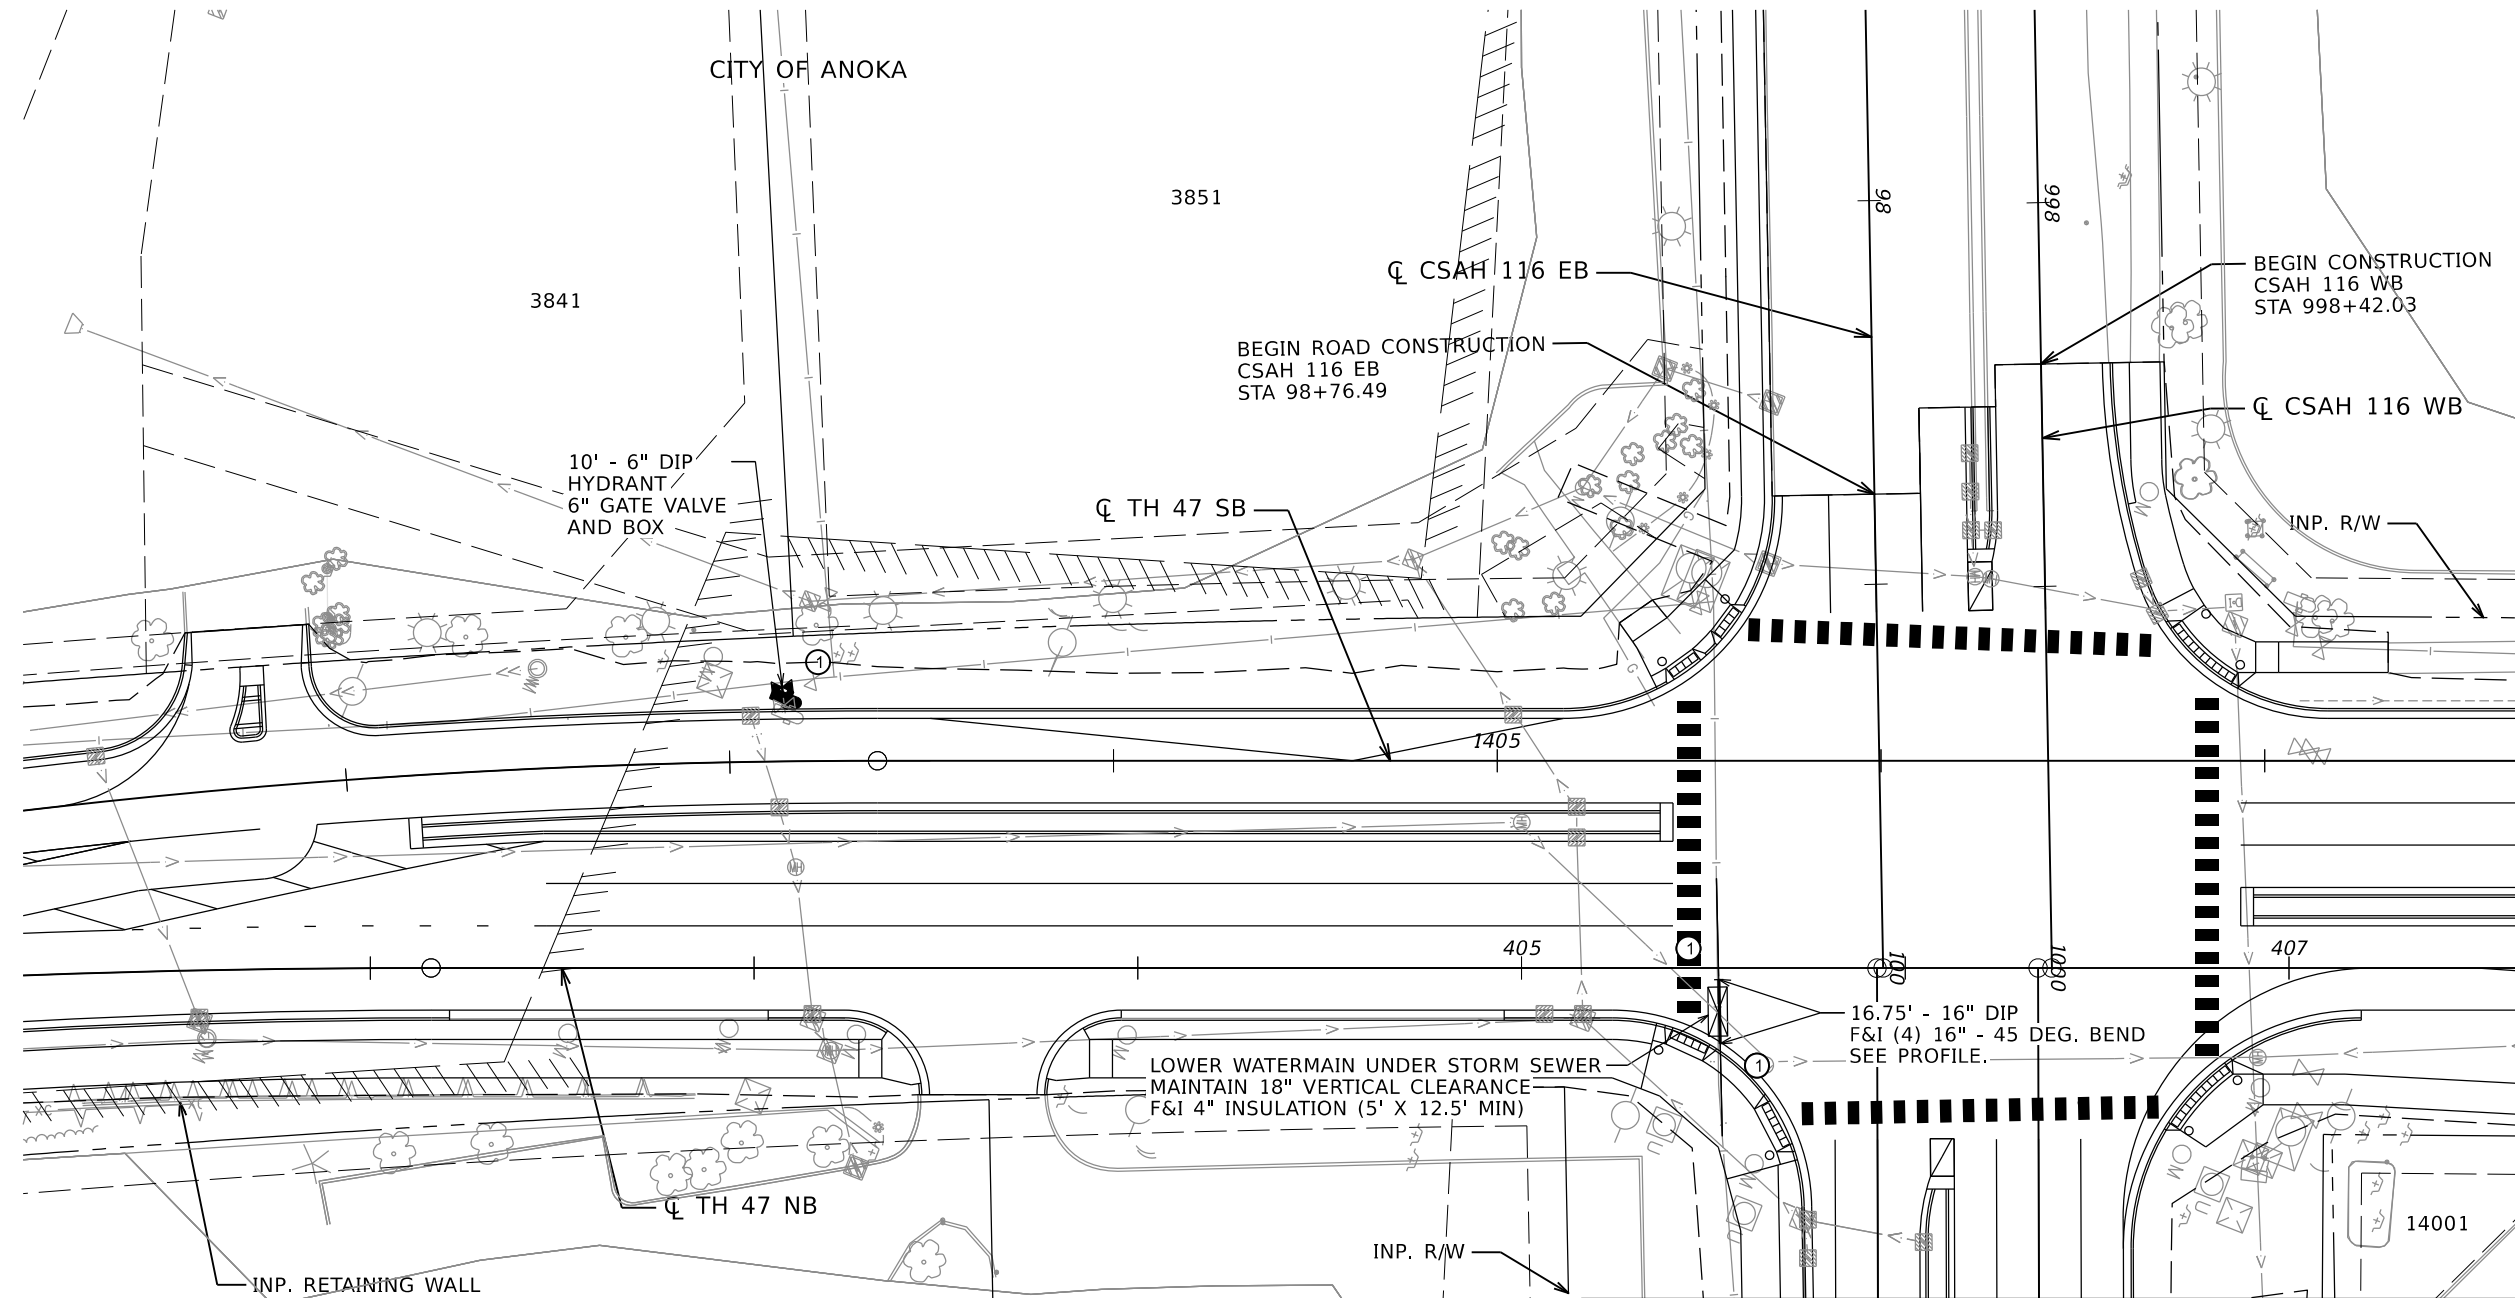 CITY OF ANOKA
3851
98
998
℄ CSAH 116 EB
BEGIN CONSTRUCTION
CSAH 116 WB
STA 998+42.03
3841
BEGIN ROAD CONSTRUCTION
CSAH 116 EB
STA 98+76.49
℄ CSAH 116 WB
10' - 6" DIP
HYDRANT
6" GATE VALVE
AND BOX
℄ TH 47 SB
INP. R/W
1
1405
405
1
100
1000
407
16.75' - 16" DIP
F&I (4) 16" - 45 DEG. BEND
SEE PROFILE.
LOWER WATERMAIN UNDER STORM SEWER
MAINTAIN 18" VERTICAL CLEARANCE
F&I 4" INSULATION (5' X 12.5' MIN)
1
℄ TH 47 NB
14001
INP. R/W
INP. RETAINING WALL